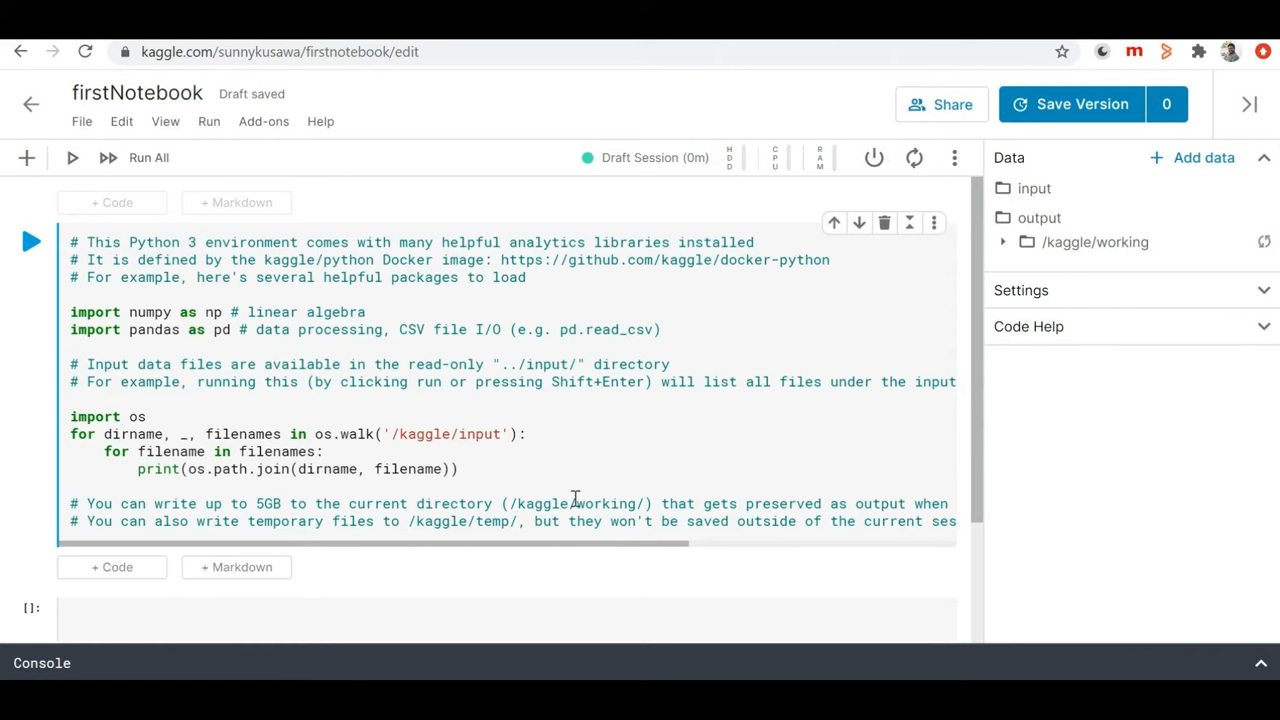 kaggle.com/sunnykusawa/firstnotebook/edit
m
firstNotebook
Draft saved
Share
Save Version
0
File Edit View Run Add-ons Help
Run All
Draft Session (0m)
HDD
CPU
RAM
Data
Add data
+ Code
+ Markdown
input
output
/kaggle/working
Settings
Code Help
# This Python 3 environment comes with many helpful analytics libraries installed
# It is defined by the kaggle/python Docker image: https://github.com/kaggle/docker-python
# For example, here's several helpful packages to load
import numpy as np # linear algebra
import pandas as pd # data processing, CSV file I/O (e.g. pd.read_csv)
# Input data files are available in the read-only "../input/" directory
# For example, running this (by clicking run or pressing Shift+Enter) will list all files under the input
import os
for dirname, _, filenames in os.walk('/kaggle/input'):
for filename in filenames:
print(os.path.join(dirname, filename))
# You can write up to 5GB to the current directory (/kaggle/working/) that gets preserved as output when
# You can also write temporary files to /kaggle/temp/, but they won't be saved outside of the current ses
+ Code
+ Markdown
[]:
Console